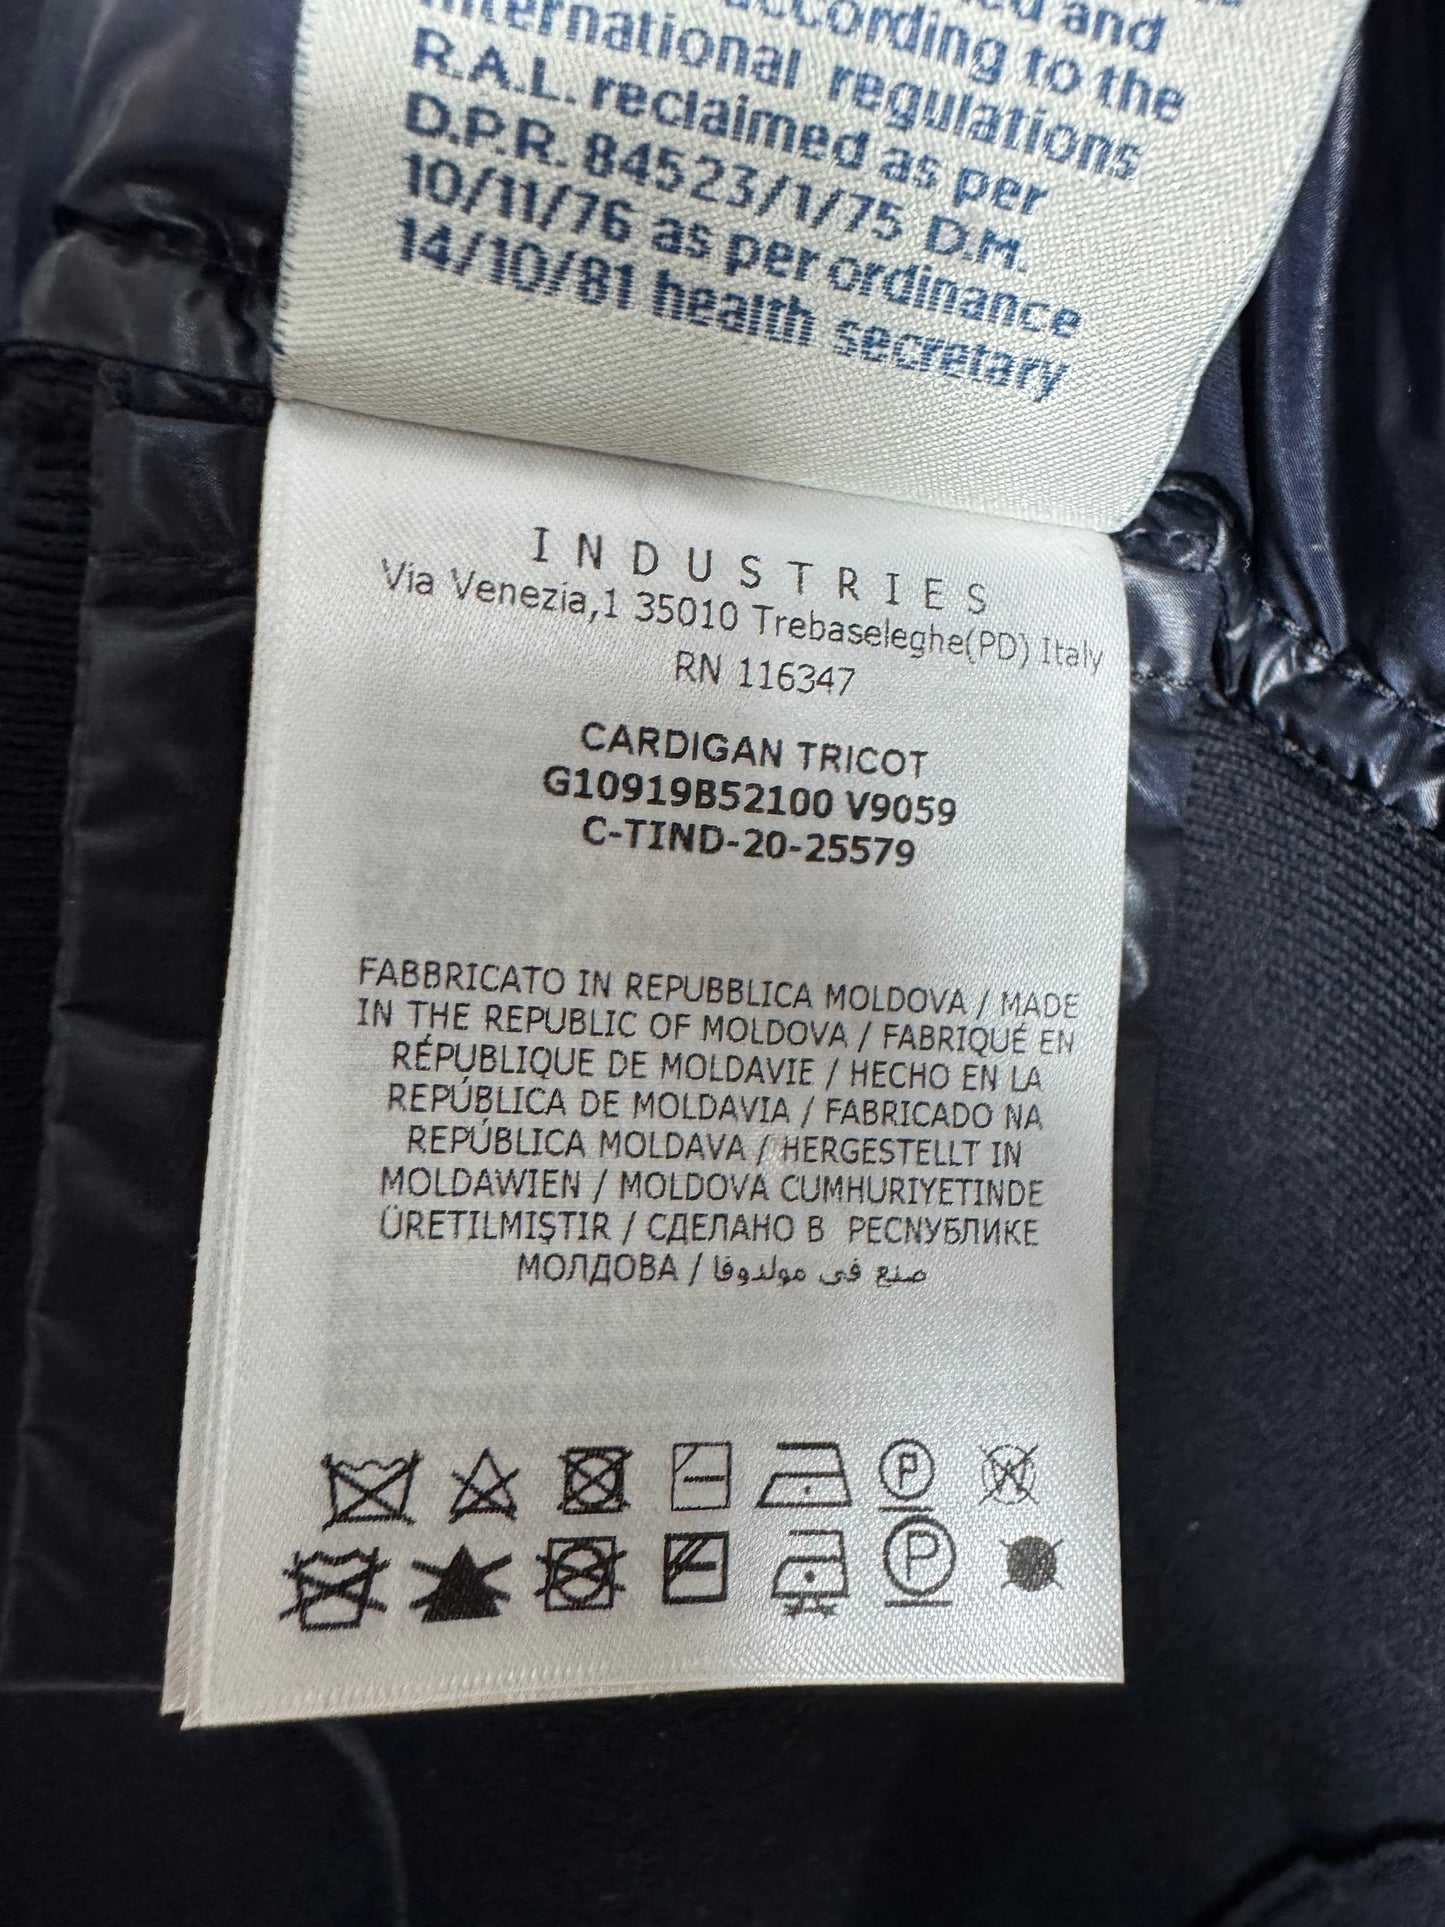 ed and
according to the
International regulations
R.A.L. reclaimed as per
D.P.R. 84523/1/75 D.M.
10/11/76 as per ordinance
14/10/81 health secretary
INDUSTRIES
Via Venezia,1 35010 Trebaseleghe(PD) Italy
RN 116347
CARDIGAN TRICOT
G10919B52100 V9059
C-TIND-20-25579
FABBRICATO IN REPUBBLICA MOLDOVA / MADE
IN THE REPUBLIC OF MOLDOVA / FABRIQUÉ EN
RÉPUBLIQUE DE MOLDAVIE / HECHO EN LA
REPÚBLICA DE MOLDAVIA / FABRICADO NA
REPÚBLICA MOLDAVA / HERGESTELLT IN
MOLDAWIEN / MOLDOVA CUMHURIYETINDE
ÜRETILMIŞTIR / СДЕЛАНО В РЕСПУБЛИКЕ
МОЛДОВА / صنع في مولدوفا
P W
P